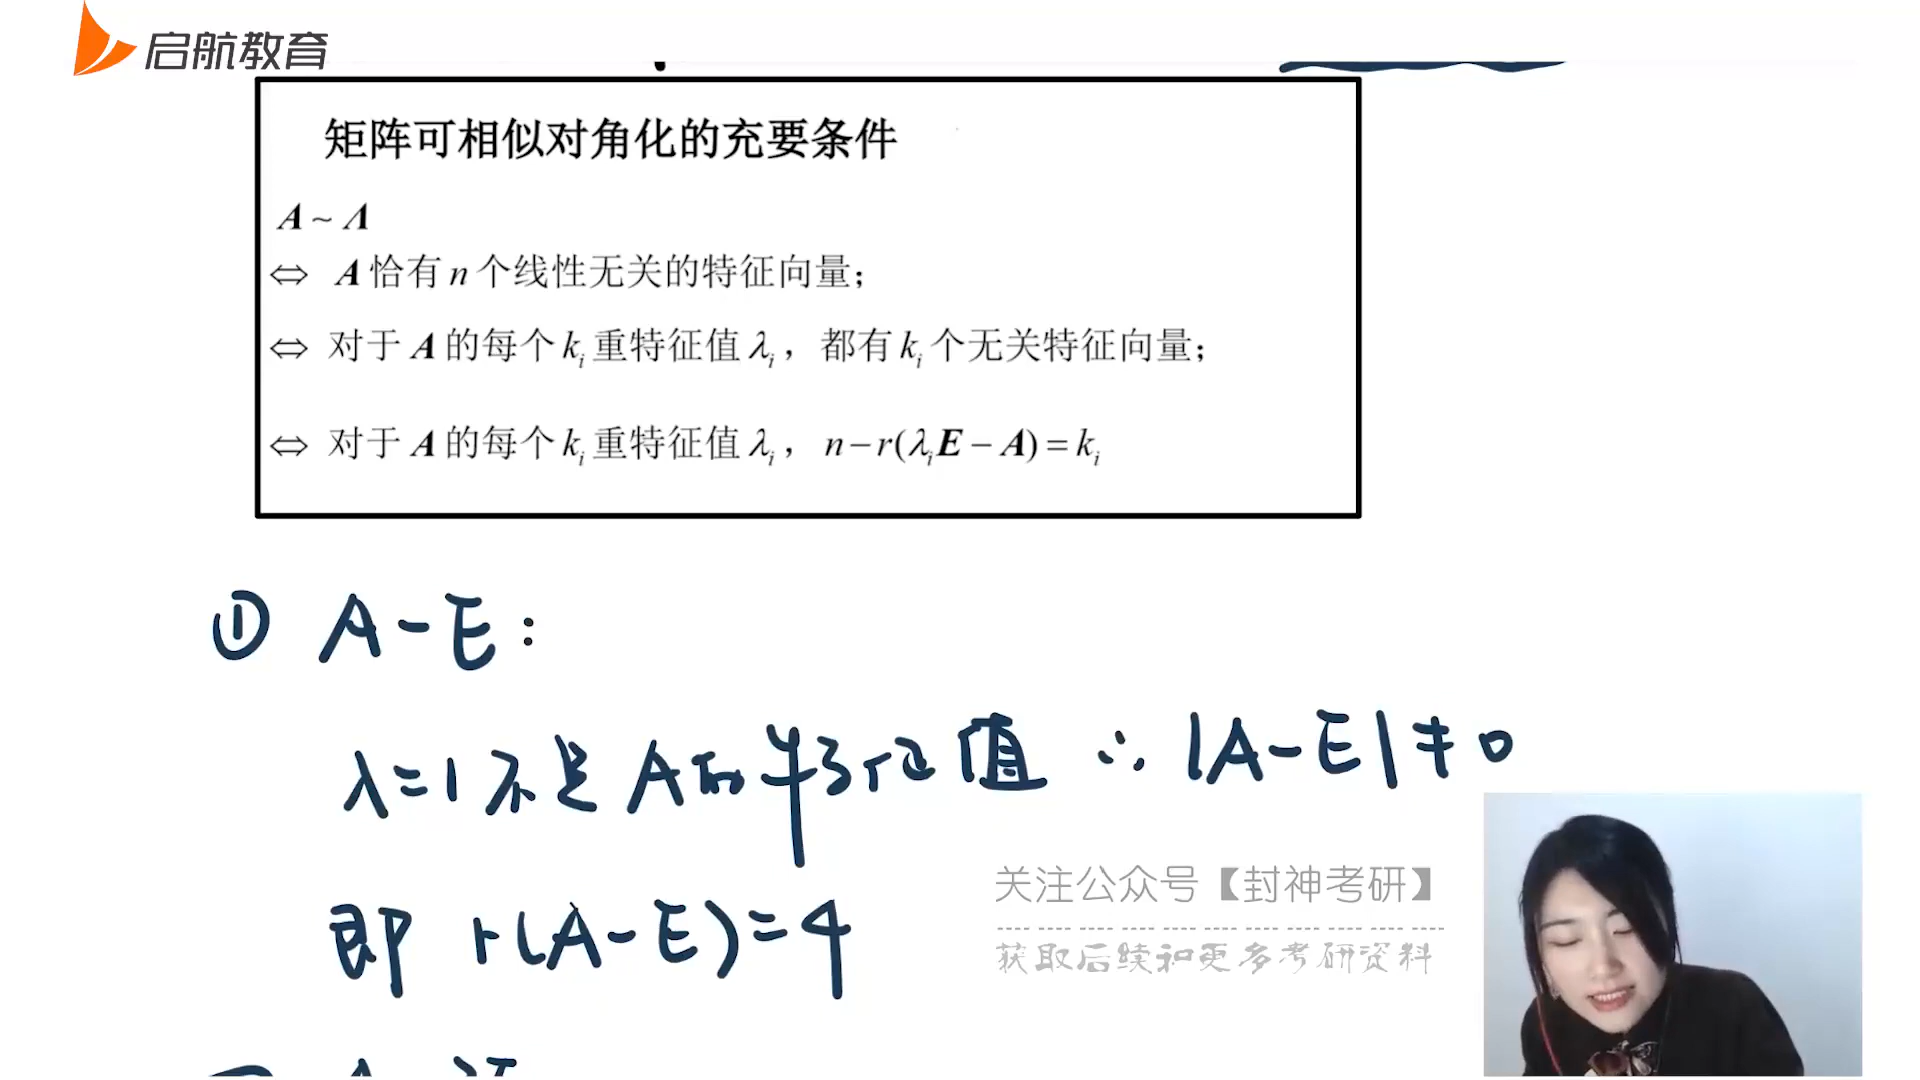 启航教育
矩阵可相似对角化的充要条件
A ~ Λ
⇔ A 恰有 n 个线性无关的特征向量；
⇔ 对于 A 的每个 kᵢ 重特征值 λᵢ，都有 kᵢ 个无关特征向量；
⇔ 对于 A 的每个 kᵢ 重特征值 λᵢ，n − r(λᵢE − A) = kᵢ
① A-E：
λ=1 不是 A 的特征值 ∴ |A-E|≠0
即 r(A-E)=4
关注公众号【封神考研】
获取后续和更多考研资料